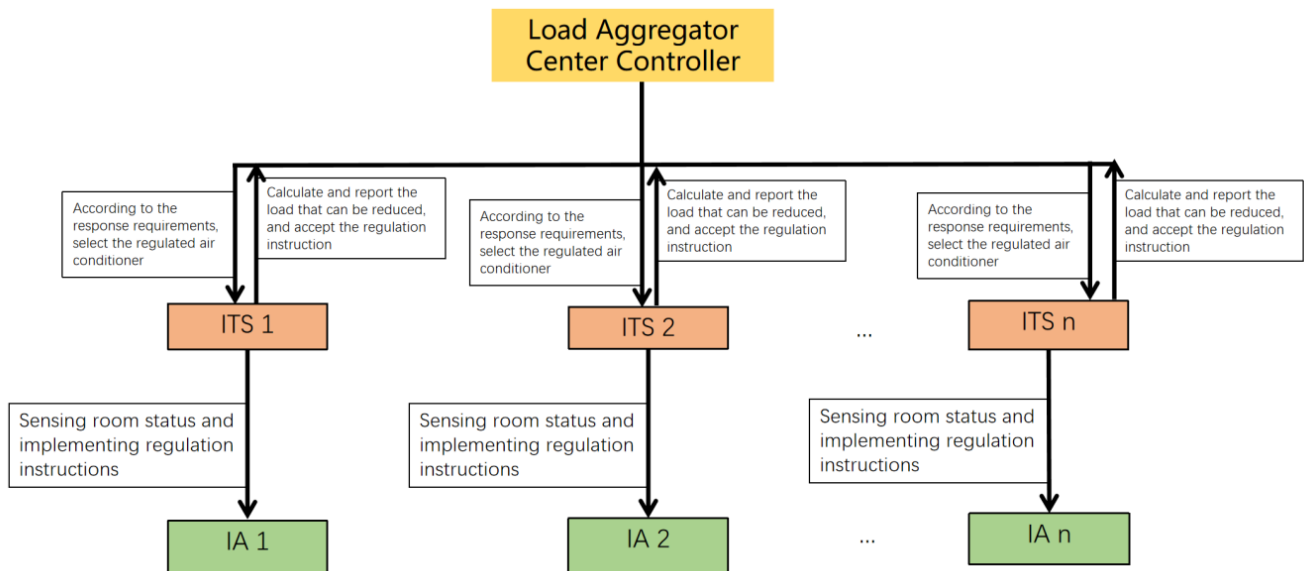 Load Aggregator
Center Controller
According to the
response requirements,
select the regulated air
conditioner
Calculate and report the
load that can be reduced,
and accept the regulation
instruction
According to the
response requirements,
select the regulated air
conditioner
Calculate and report the
load that can be reduced,
and accept the regulation
instruction
According to the
response requirements,
select the regulated air
conditioner
Calculate and report the
load that can be reduced,
and accept the regulation
instruction
ITS 1
ITS 2
...
ITS n
Sensing room status and
implementing regulation
instructions
Sensing room status and
implementing regulation
instructions
Sensing room status and
implementing regulation
instructions
IA 1
IA 2
...
IA n